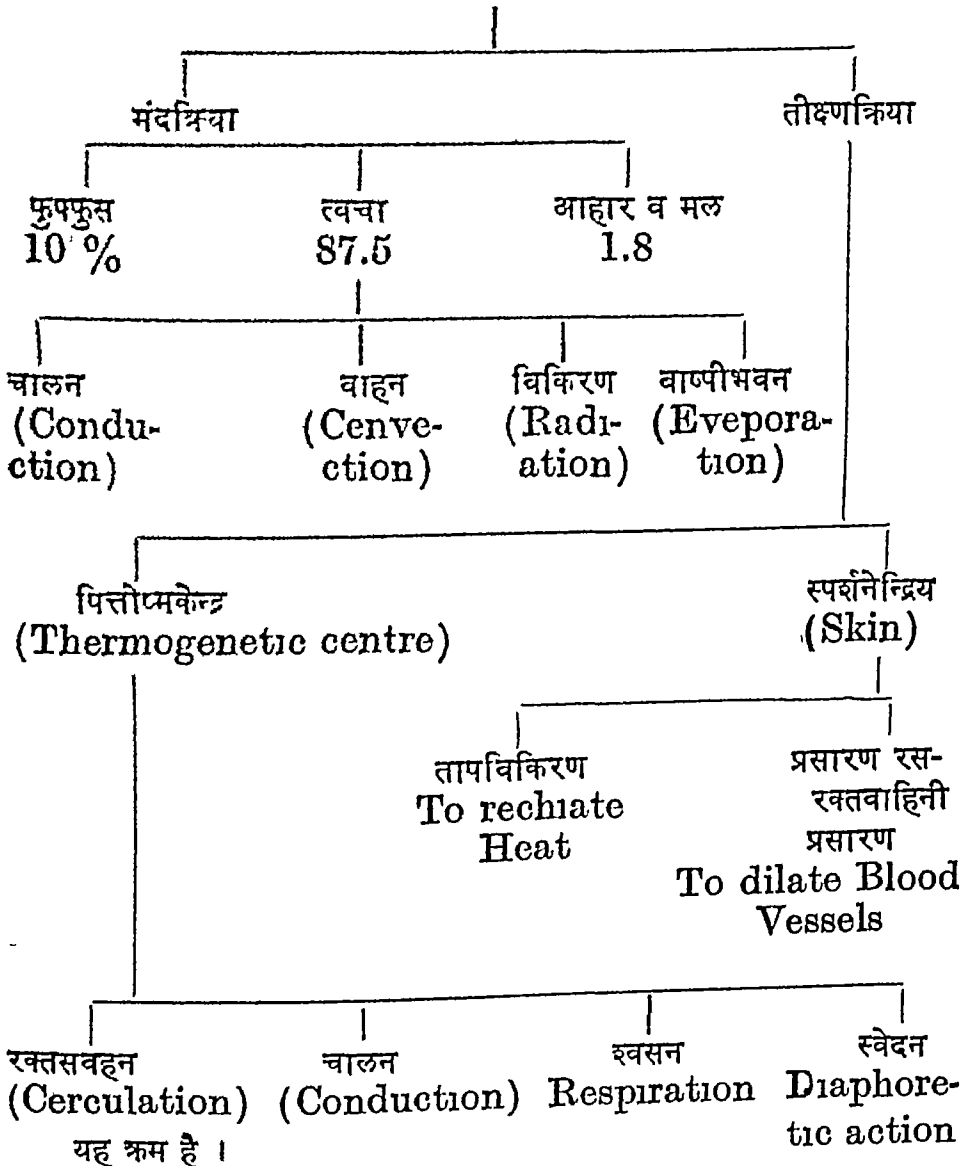 मंदक्रिया तीक्ष्णक्रिया
फुफ्फुस त्वचा आहार व मल
10 % 87.5 1.8
चालन वाहन विकिरण वाष्पीभवन
(Condu- (Cenve- (Radi- (Evepora-
ction) ction) ation) tion)
पित्तोष्मकेन्द्र स्पर्शनेन्द्रिय
(Thermogenetic centre) (Skin)
तापविकिरण प्रसारण रस-
To rechiate रक्तवाहिनी
Heat प्रसारण
To dilate Blood
Vessels
रक्तसवहन चालन श्वसन स्वेदन
(Cerculation) (Conduction) Respiration Diaphore-
यह क्रम है । tic action